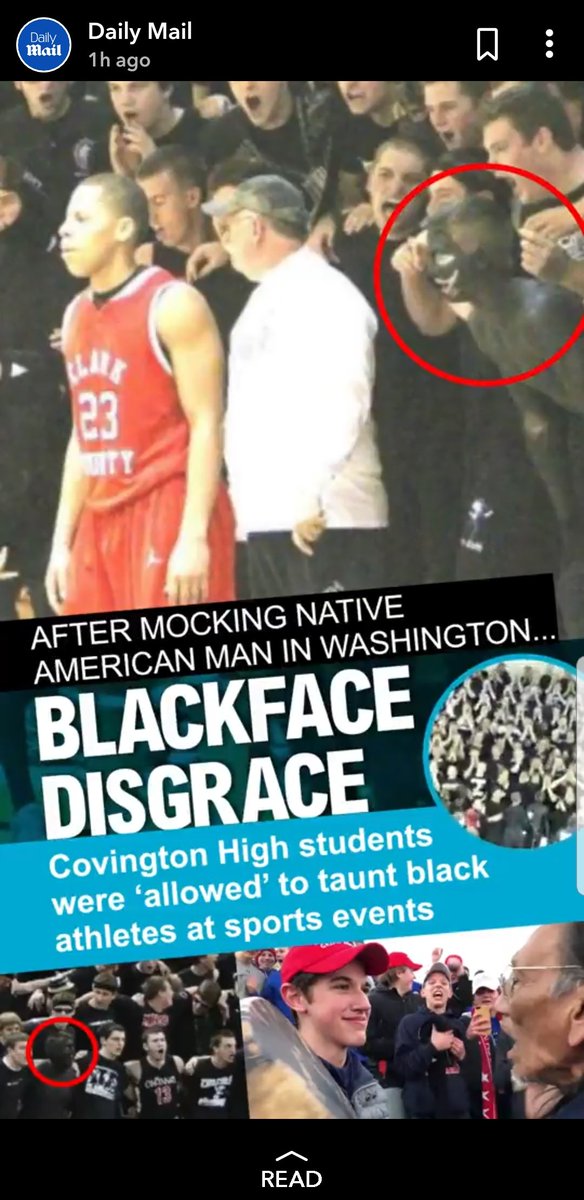 Daily
Mail
Daily Mail
1h ago
CLARK
23
AFTER MOCKING NATIVE
AMERICAN MAN IN WASHINGTON...
BLACKFACE
DISGRACE
Covington High students
were ‘allowed’ to taunt black
athletes at sports events
13
READ